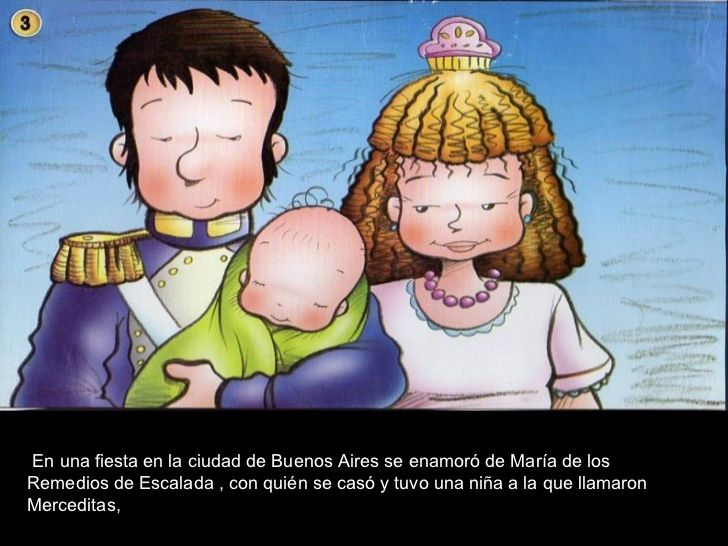 3
En una fiesta en la ciudad de Buenos Aires se enamoró de María de los
Remedios de Escalada , con quién se casó y tuvo una niña a la que llamaron
Merceditas,